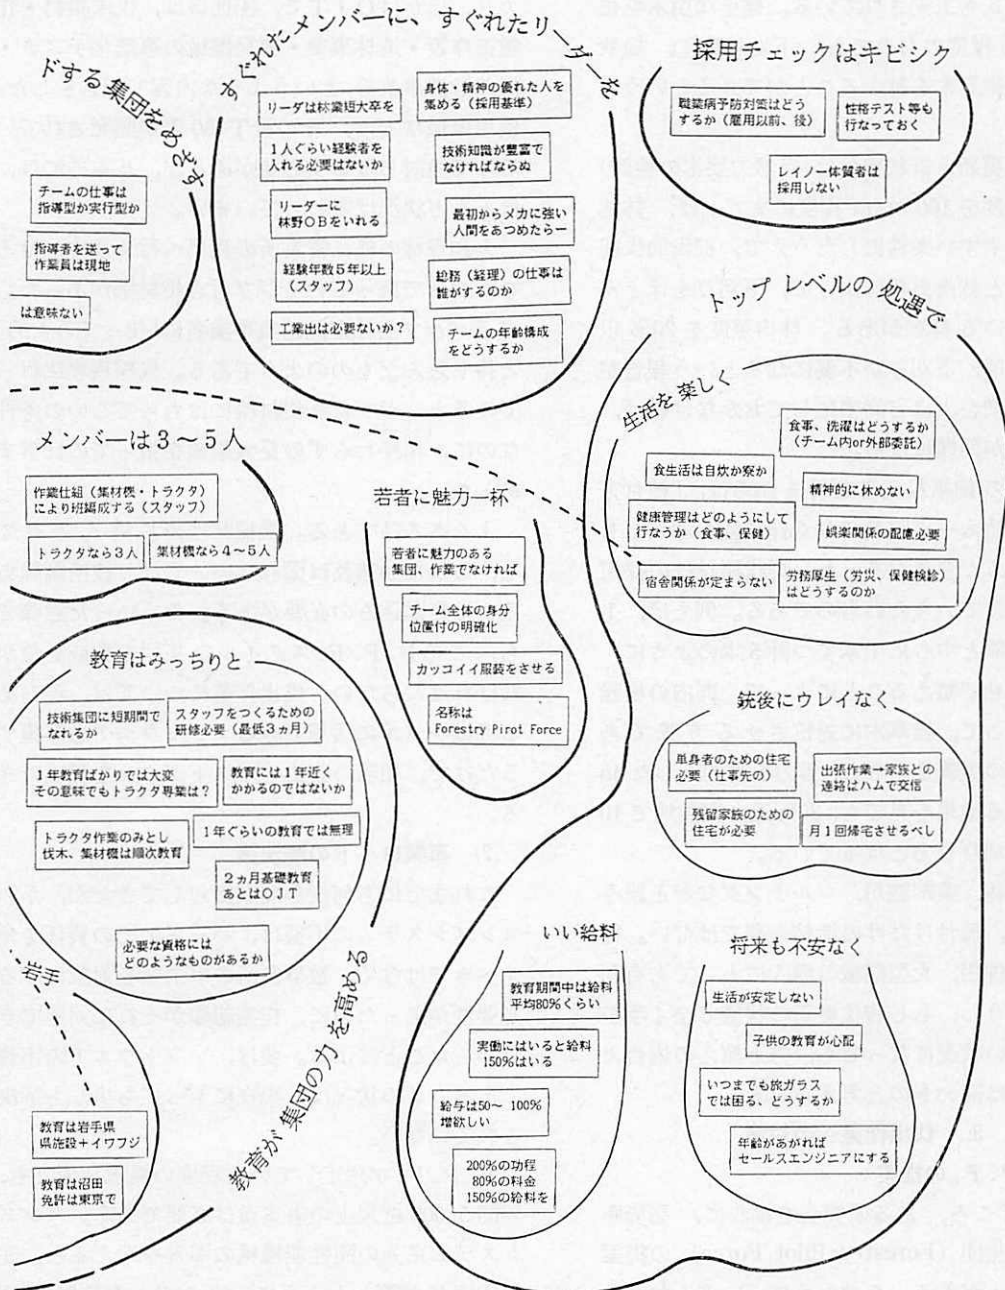 すぐれたメンバーに、すぐれたリーダーを
リーダは林業短大卒を
身体・精神の優れた人を
集める（採用基準）
1人ぐらい経験者を
入れる必要はないか
技術知識が豊富で
なければならぬ
リーダーに
林野OBをいれる
最初からメカに強い
人間をあつめたらー
経験年数5年以上
（スタッフ）
総務（経理）の仕事は
誰がするのか
工業出は必要ないか？
チームの年齢構成
をどうするか
ドする集団をめざす
チームの仕事は
指導型か実行型か
指導者を送って
作業員は現地
は意味ない
採用チェックはキビシク
職業病予防対策はどう
するか（雇用以前、後）
性格テスト等も
行なっておく
レイノー体質者は
採用しない
トップレベルの処遇で
生活を楽しく
食事、洗濯はどうするか
（チーム内or外部委託）
食生活は自炊か寮か
精神的に休めない
健康管理はどのようにして
行なうか（食事、保健）
娯楽関係の配慮必要
宿舎関係が定まらない
労務厚生（労災、保健検診）
はどうするのか
メンバーは3～5人
作業仕組（集材機・トラクタ）
により班編成する（スタッフ）
トラクタなら3人
集材機なら4～5人
若者に魅力一杯
若者に魅力のある
集団、作業でなければ
チーム全体の身分
位置付の明確化
カッコイイ服装をさせる
名称は
Forestry Pirot Force
教育はみっちりと
技術集団に短期間で
なれるか
スタッフをつくるための
研修必要（最低3ヵ月）
1年教育ばかりでは大変
その意味でもトラクタ専業は？
教育には1年近く
かかるのではないか
トラクタ作業のみとし
伐木、集材機は順次教育
1年ぐらいの教育では無理
2ヵ月基礎教育
あとはOJT
必要な資格には
どのようなものがあるか
銃後にウレイなく
単身者のための住宅
必要（仕事先の）
出張作業→家族との
連絡はハムで交信
残留家族のための
住宅が必要
月1回帰宅させるべし
岩手
教育は岩手県
県施設＋イワフジ
教育は沼田
免許は東京で
教育が集団の力を高める
いい給料
教育期間中は給料
平均80%くらい
実働にはいると給料
150%はいる
給与は50～100%
増欲しい
200%の功程
80%の料金
150%の給料を
将来も不安なく
生活が安定しない
子供の教育が心配
いつまでも旅ガラス
では困る、どうするか
年齢があがれば
セールスエンジニアにする